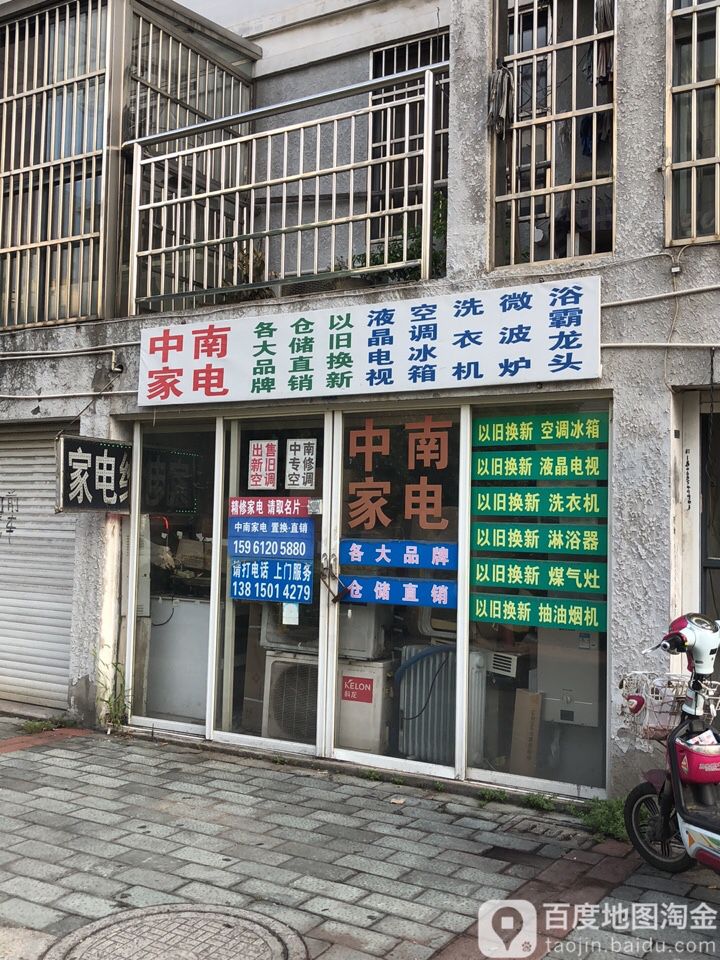 中南
家电
各大品牌
仓储直销
以旧换新
液晶电视
空调冰箱
洗衣机
微波炉
浴霸龙头
家电维
出售
新旧
空调
中南
专修
空调
精修家电 请取名片
中南家电 置换·直销
159 6120 5880
请打电话 上门服务
138 1501 4279
中南
家电
各大品牌
仓储直销
以旧换新 空调冰箱
以旧换新 液晶电视
以旧换新 洗衣机
以旧换新 淋浴器
以旧换新 煤气灶
以旧换新 抽油烟机
KELON
科龙
百度地图淘金
taojin.baidu.com